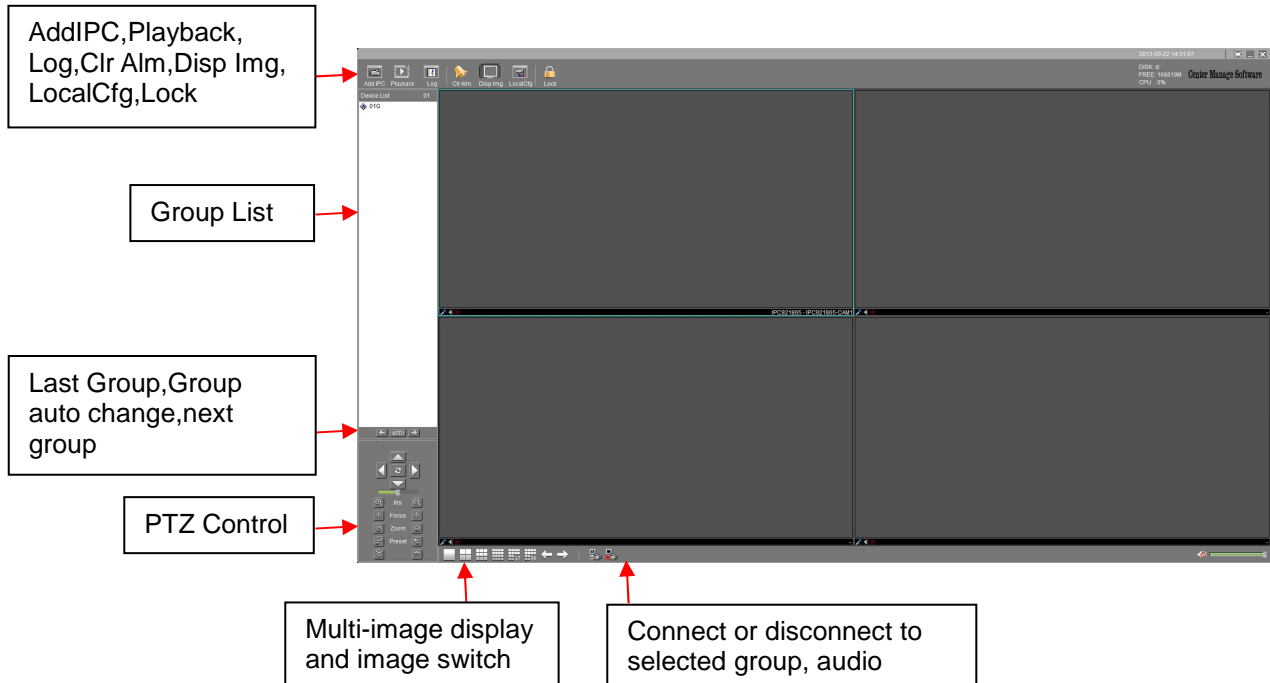 AddIPC,Playback,
Log,Clr Alm,Disp Img,
LocalCfg,Lock
2013-09-22 14:31:07
Add IPC Playback Log Clr Alm Disp Img LocalCfg Lock
DISK: d:
FREE: 168819M
CPU : 0%
Center Manage Software
Device List 01
01G
Group List
IPC921865 - IPC921865-CAM1
Last Group,Group
auto change,next
group
AUTO
Iris
Focus
Zoom
Preset
PTZ Control
Multi-image display
and image switch
Connect or disconnect to
selected group, audio